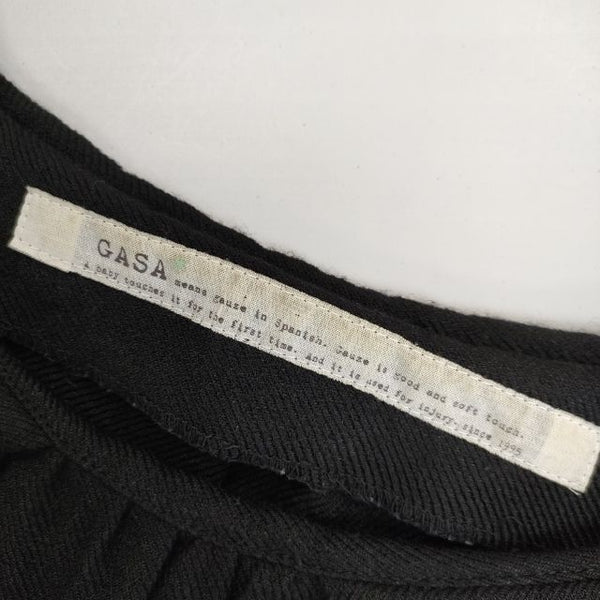 GASA* means gauze in Spanish. Gauze is good and soft touch.
A baby touches it for the first time. And it is used for injury. since 1995